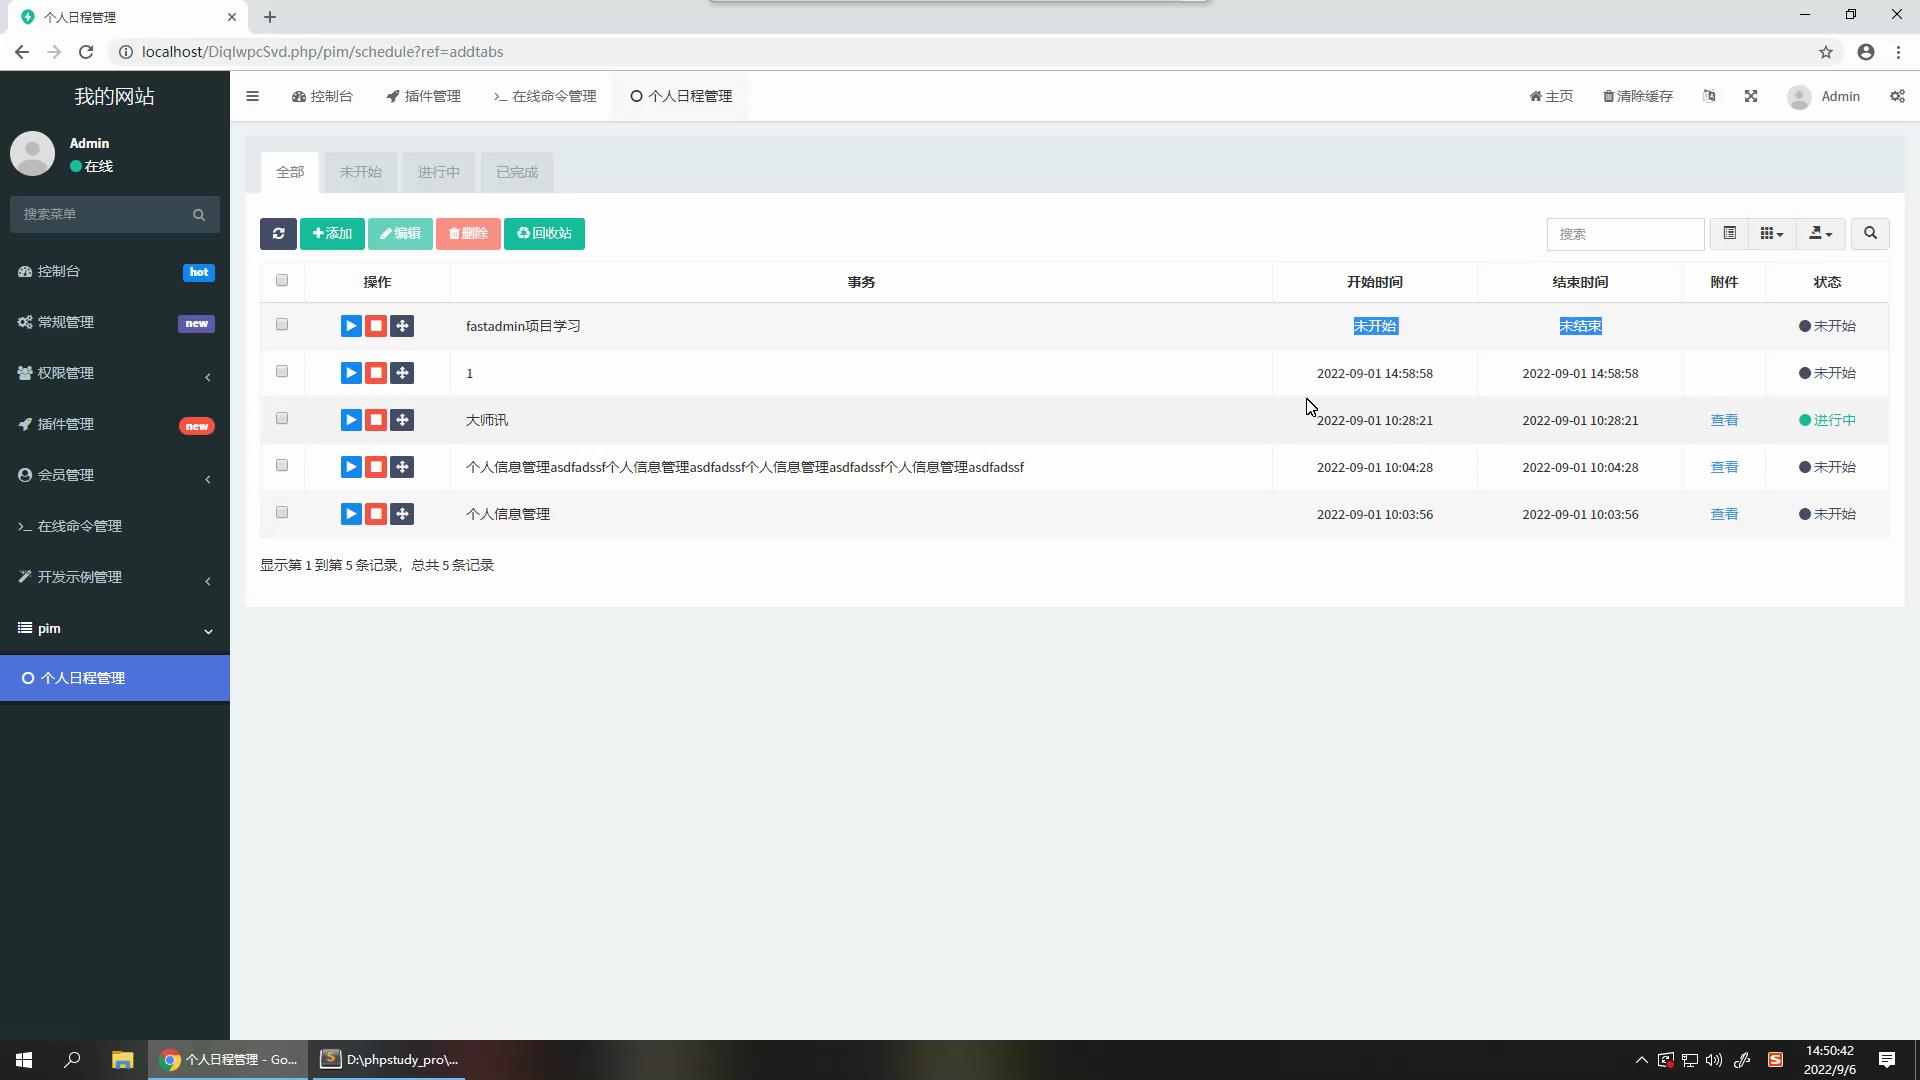 个人日程管理
localhost/DiqIwpcSvd.php/pim/schedule?ref=addtabs
我的网站
控制台
插件管理
在线命令管理
个人日程管理
主页
清除缓存
Admin
Admin
在线
搜索菜单
控制台 hot
常规管理 new
权限管理
插件管理 new
会员管理
在线命令管理
开发示例管理
pim
个人日程管理
全部 未开始 进行中 已完成
添加 编辑 删除 回收站 搜索
操作 事务 开始时间 结束时间 附件 状态
fastadmin项目学习 未开始 未结束 未开始
1 2022-09-01 14:58:58 2022-09-01 14:58:58 未开始
大师讯 2022-09-01 10:28:21 2022-09-01 10:28:21 查看 进行中
个人信息管理asdfadssf个人信息管理asdfadssf个人信息管理asdfadssf个人信息管理asdfadssf 2022-09-01 10:04:28 2022-09-01 10:04:28 查看 未开始
个人信息管理 2022-09-01 10:03:56 2022-09-01 10:03:56 查看 未开始
显示第 1 到第 5 条记录，总共 5 条记录
个人日程管理 - Go...
D:\phpstudy_pro\...
14:50:42
2022/9/6